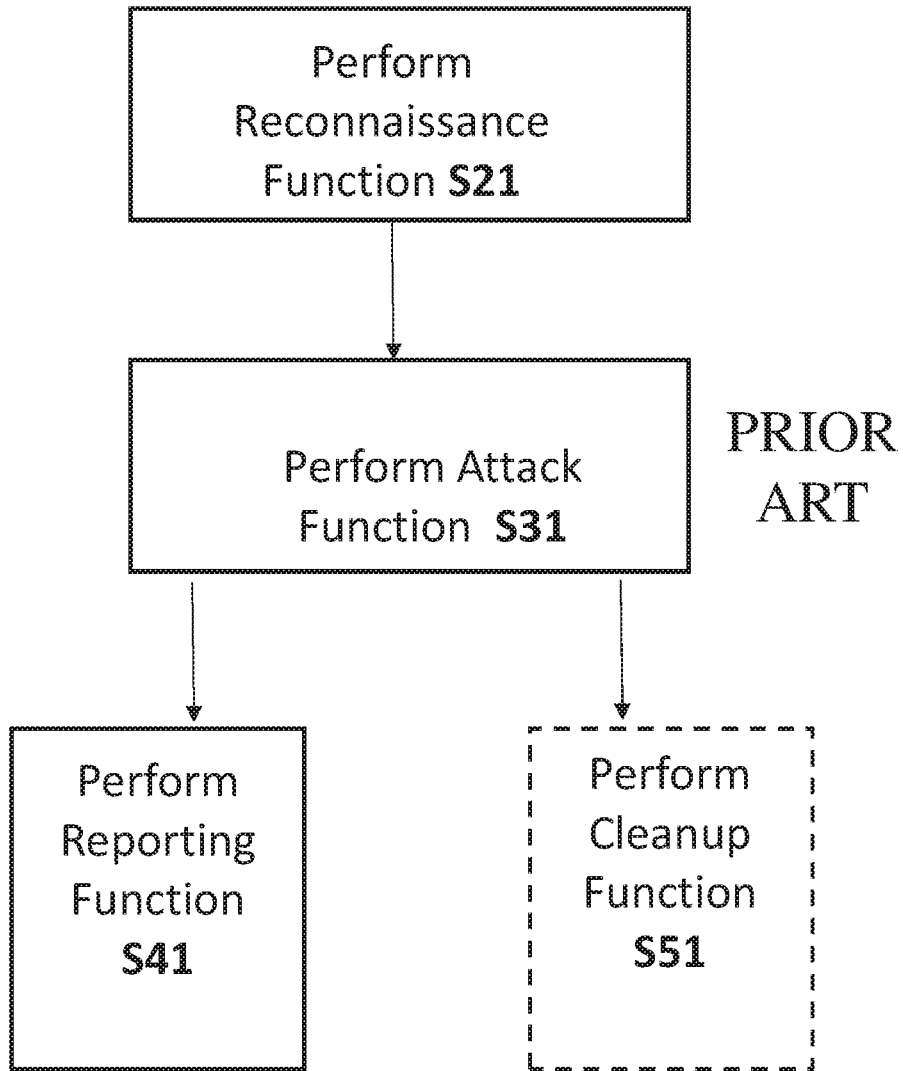 Perform
Reconnaissance
Function S21
Perform Attack
Function S31
PRIOR
ART
Perform
Reporting
Function
S41
Perform
Cleanup
Function
S51